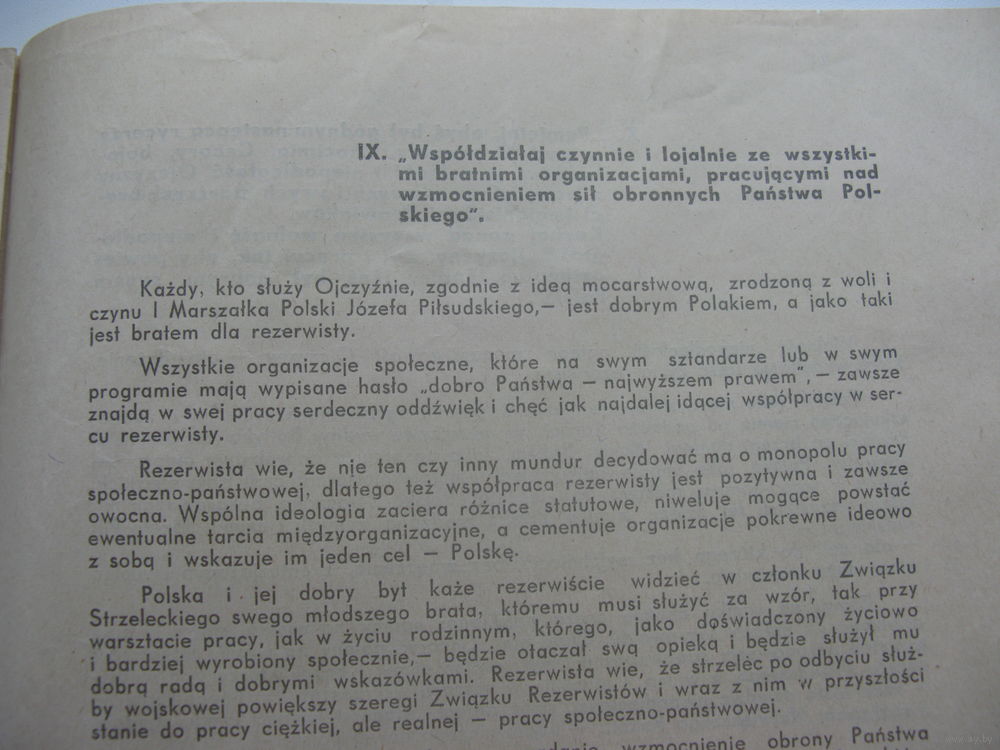 IX. „Współdziałaj czynnie i lojalnie ze wszystki-
mi bratnimi organizacjami, pracującymi nad
wzmocnieniem sił obronnych Państwa Pol-
skiego".
Każdy, kto służy Ojczyźnie, zgodnie z ideą mocarstwową, zrodzoną z woli i
czynu I Marszałka Polski Józefa Piłsudskiego,— jest dobrym Polakiem, a jako taki
jest bratem dla rezerwisty.
Wszystkie organizacje społeczne, które na swym sztandarze lub w swym
programie mają wypisane hasło „dobro Państwa — najwyższem prawem", — zawsze
znajdą w swej pracy serdeczny oddźwięk i chęć jak najdalej idącej współpracy w ser-
cu rezerwisty.
Rezerwista wie, że nie ten czy inny mundur decydować ma o monopolu pracy
społeczno-państwowej, dlatego też współpraca rezerwisty jest pozytywna i zawsze
owocna. Wspólna ideologia zaciera różnice statutowe, niweluje mogące powstać
ewentualne tarcia międzyorganizacyjne, a cementuje organizacje pokrewne ideowo
z sobą i wskazuje im jeden cel — Polskę.
Polska i jej dobry byt każe rezerwiście widzieć w członku Związku
Strzeleckiego swego młodszego brata, któremu musi służyć za wzór, tak przy
warsztacie pracy, jak w życiu rodzinnym, którego, jako doświadczony życiowo
i bardziej wyrobiony społecznie,— będzie otaczał swą opieką i będzie służył mu
dobrą radą i dobrymi wskazówkami. Rezerwista wie, że strzelec po odbyciu służ-
by wojskowej powiększy szeregi Związku Rezerwistów i wraz z nim w przyszłości
stanie do pracy ciężkiej, ale realnej — pracy społeczno-państwowej.
wzmocnienie obrony Państwa